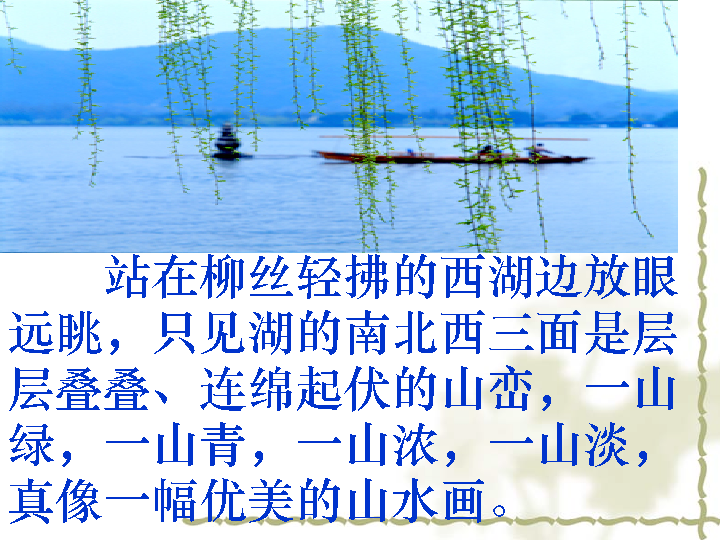 站在柳丝轻拂的西湖边放眼
远眺，只见湖的南北西三面是层
层叠叠、连绵起伏的山峦，一山
绿，一山青，一山浓，一山淡，
真像一幅优美的山水画。